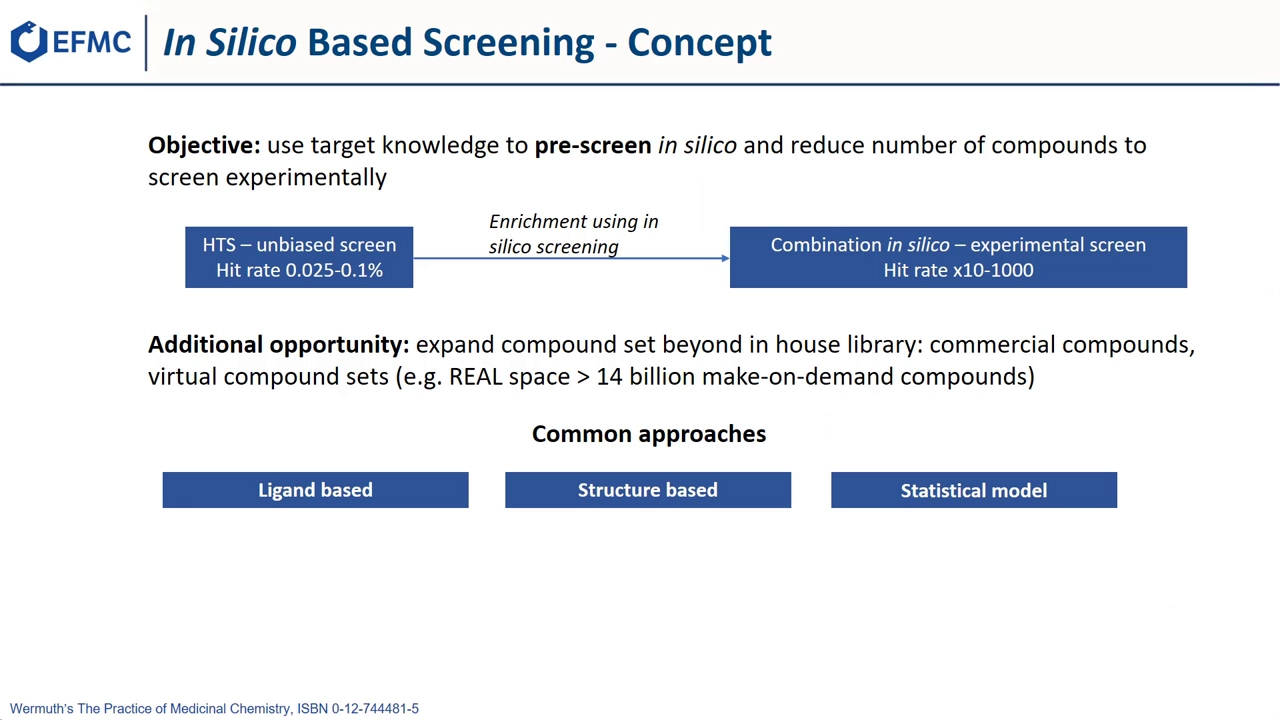 EFMC
In Silico Based Screening - Concept
Objective: use target knowledge to pre-screen in silico and reduce number of compounds to
screen experimentally
Enrichment using in
silico screening
HTS – unbiased screen
Hit rate 0.025-0.1%
Combination in silico – experimental screen
Hit rate x10-1000
Additional opportunity: expand compound set beyond in house library: commercial compounds,
virtual compound sets (e.g. REAL space > 14 billion make-on-demand compounds)
Common approaches
Ligand based
Structure based
Statistical model
Wermuth's The Practice of Medicinal Chemistry, ISBN 0-12-744481-5